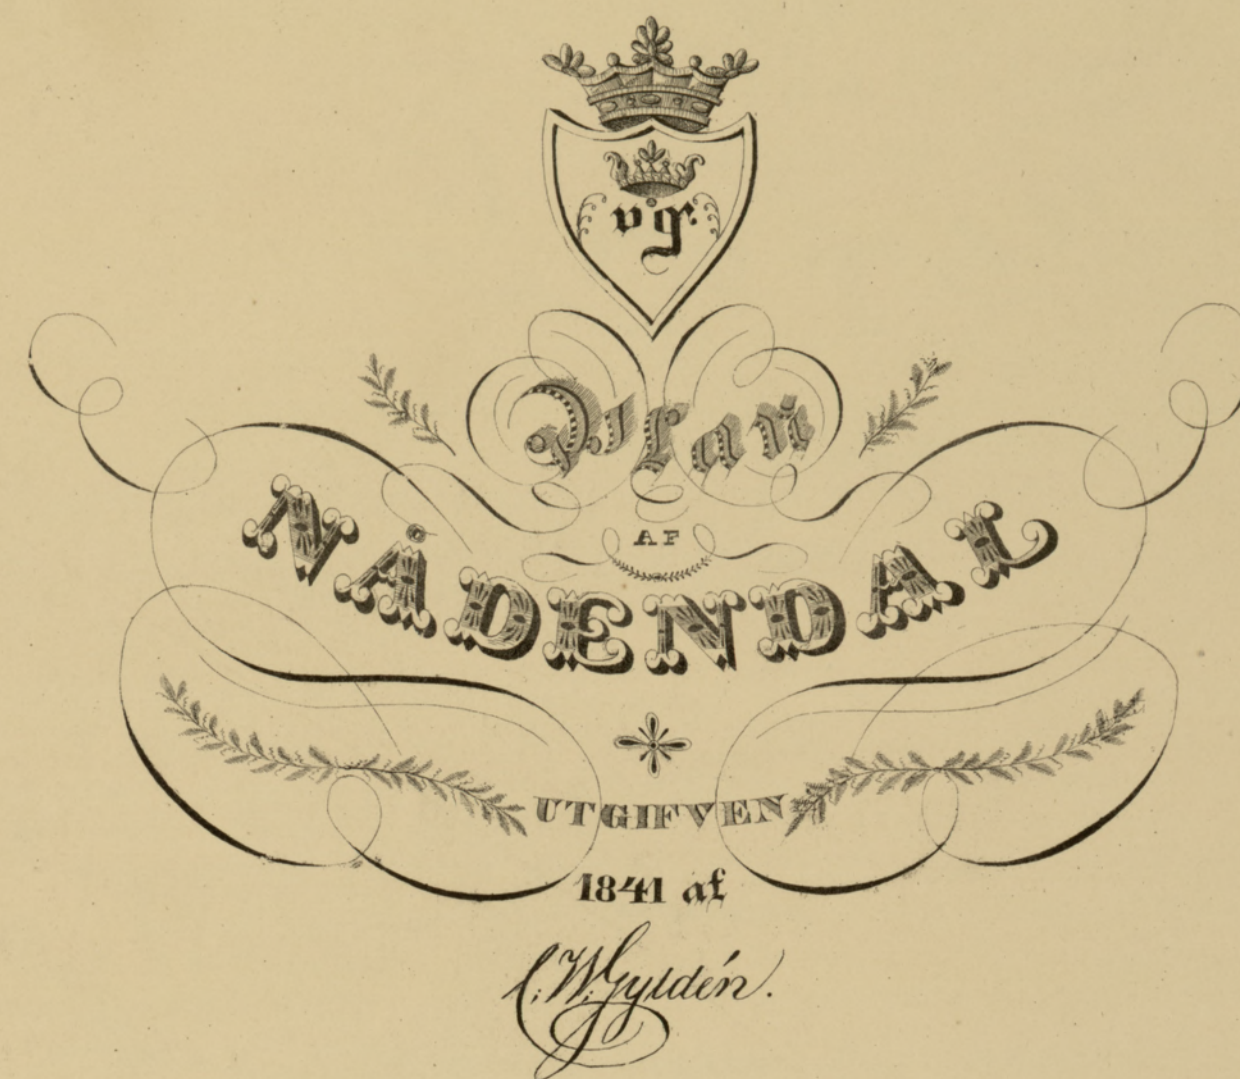 v.g.
Plan
AF
NÅDENDAL
UTGIFVEN
1841 af
C. W. Gyldén.